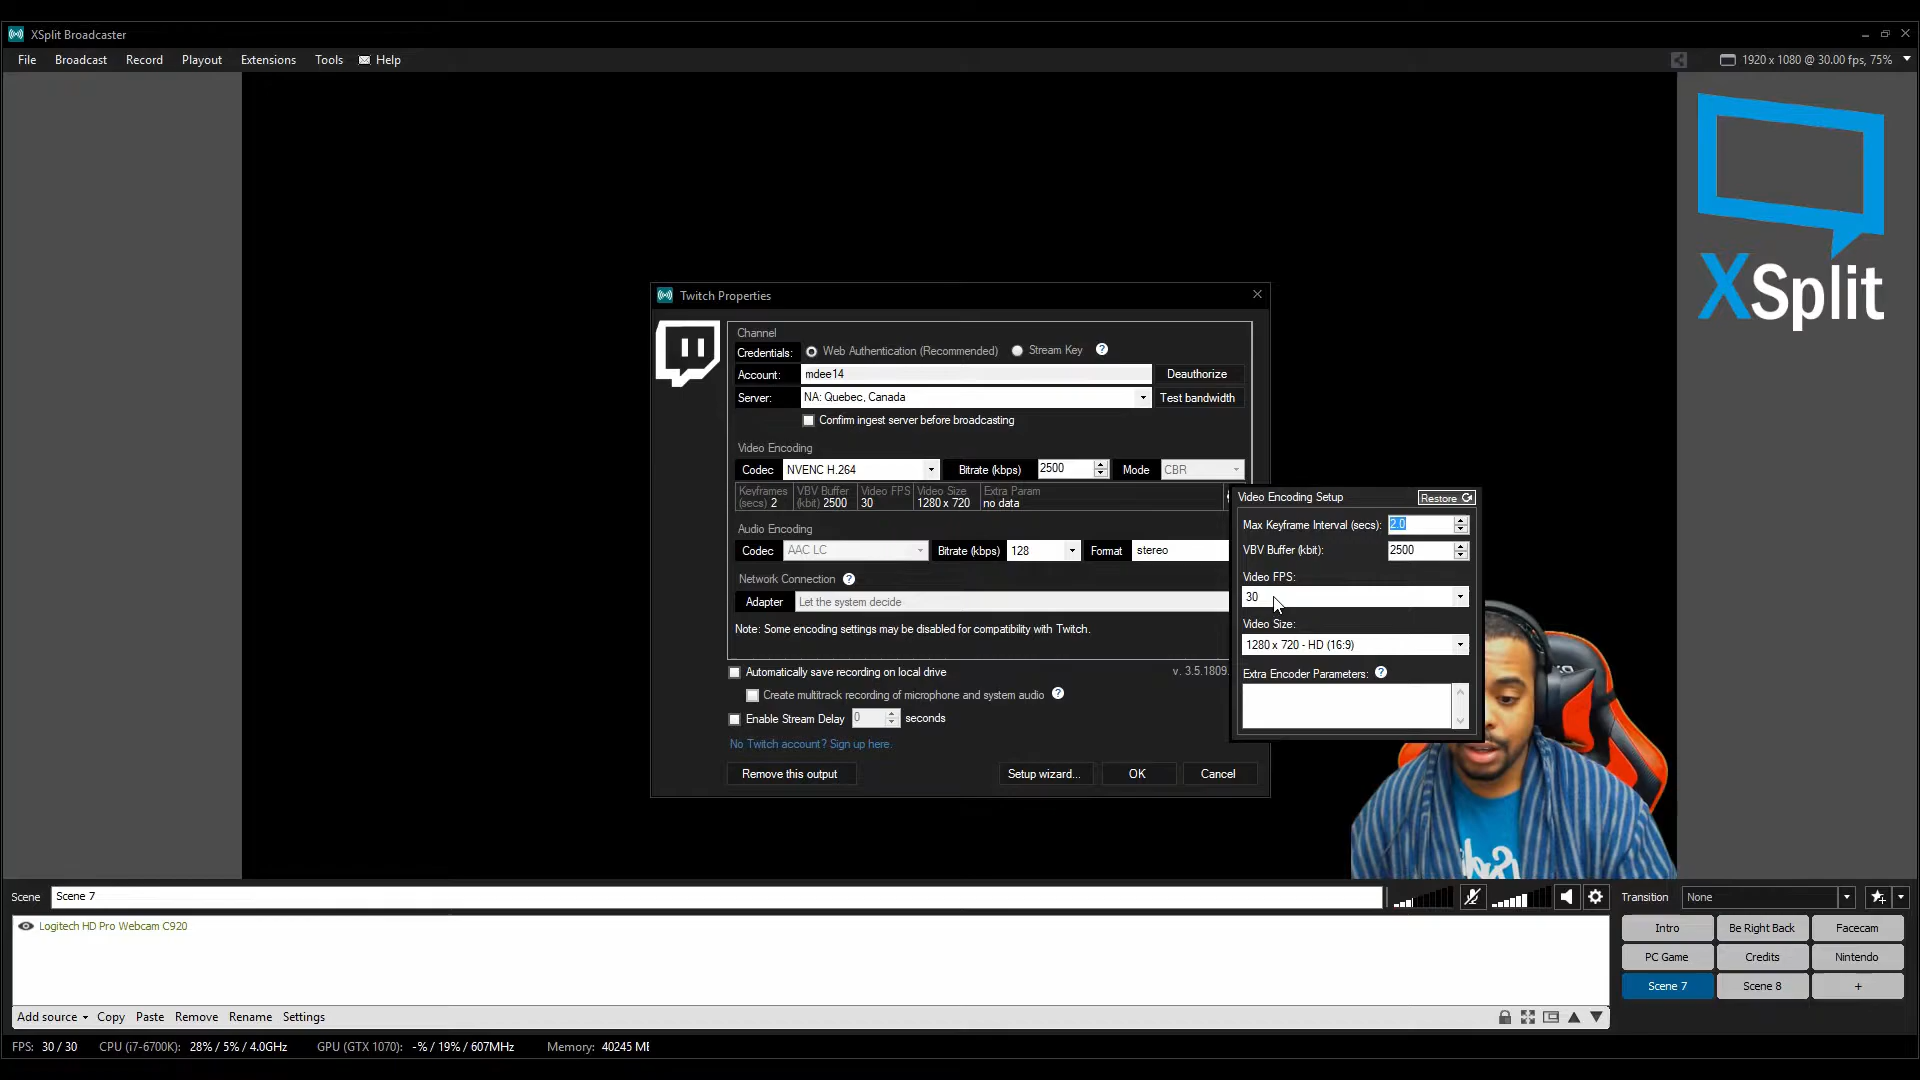 XSplit Broadcaster
File Broadcast Record Playout Extensions Tools Help
1920 x 1080 @ 30.00 fps, 75%
XSplit
Twitch Properties
Channel
Credentials: Web Authentication (Recommended) Stream Key ?
Account: mdee14 Deauthorize
Server: NA: Quebec, Canada Test bandwidth
Confirm ingest server before broadcasting
Video Encoding
Codec NVENC H.264 Bitrate (kbps) 2500 Mode CBR
Keyframes VBV Buffer Video FPS Video Size Extra Param
(secs) 2 (kbit) 2500 30 1280 x 720 no data
Audio Encoding
Codec AAC LC Bitrate (kbps) 128 Format stereo
Network Connection ?
Adapter Let the system decide
Note: Some encoding settings may be disabled for compatibility with Twitch.
Automatically save recording on local drive v. 3.5.1809.
Create multitrack recording of microphone and system audio ?
Enable Stream Delay 0 seconds
No Twitch account? Sign up here.
Remove this output Setup wizard... OK Cancel
Video Encoding Setup Restore
Max Keyframe Interval (secs): 2.0
VBV Buffer (kbit): 2500
Video FPS:
30
Video Size:
1280 x 720 - HD (16:9)
Extra Encoder Parameters: ?
Scene Scene 7
Transition None
Logitech HD Pro Webcam C920
Intro Be Right Back Facecam
PC Game Credits Nintendo
Scene 7 Scene 8 +
Add source Copy Paste Remove Rename Settings
FPS: 30 / 30 CPU (i7-6700K): 28% / 5% / 4.0GHz GPU (GTX 1070): -% / 19% / 607MHz Memory: 40245